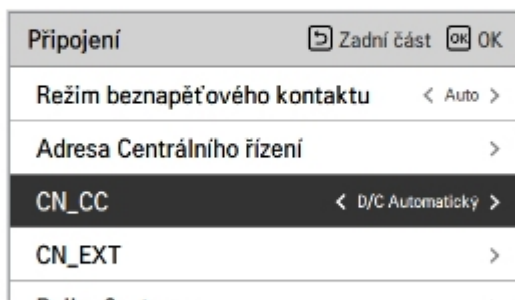 Připojení Zadní část OK OK
Režim beznapěťového kontaktu < Auto >
Adresa Centrálního řízení >
CN_CC < D/C Automatický >
CN_EXT >